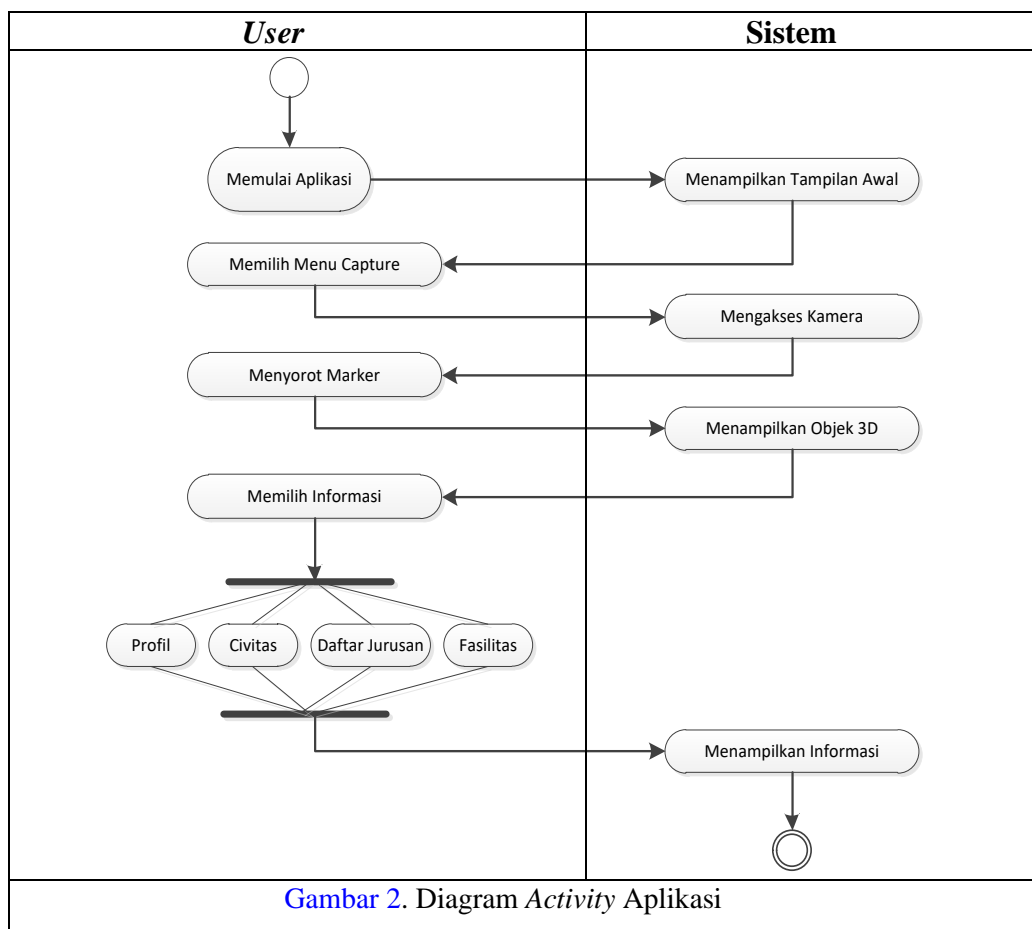 User
Sistem
Memulai Aplikasi
Menampilkan Tampilan Awal
Memilih Menu Capture
Mengakses Kamera
Menyorot Marker
Menampilkan Objek 3D
Memilih Informasi
Profil
Civitas
Daftar Jurusan
Fasilitas
Menampilkan Informasi
Gambar 2. Diagram Activity Aplikasi